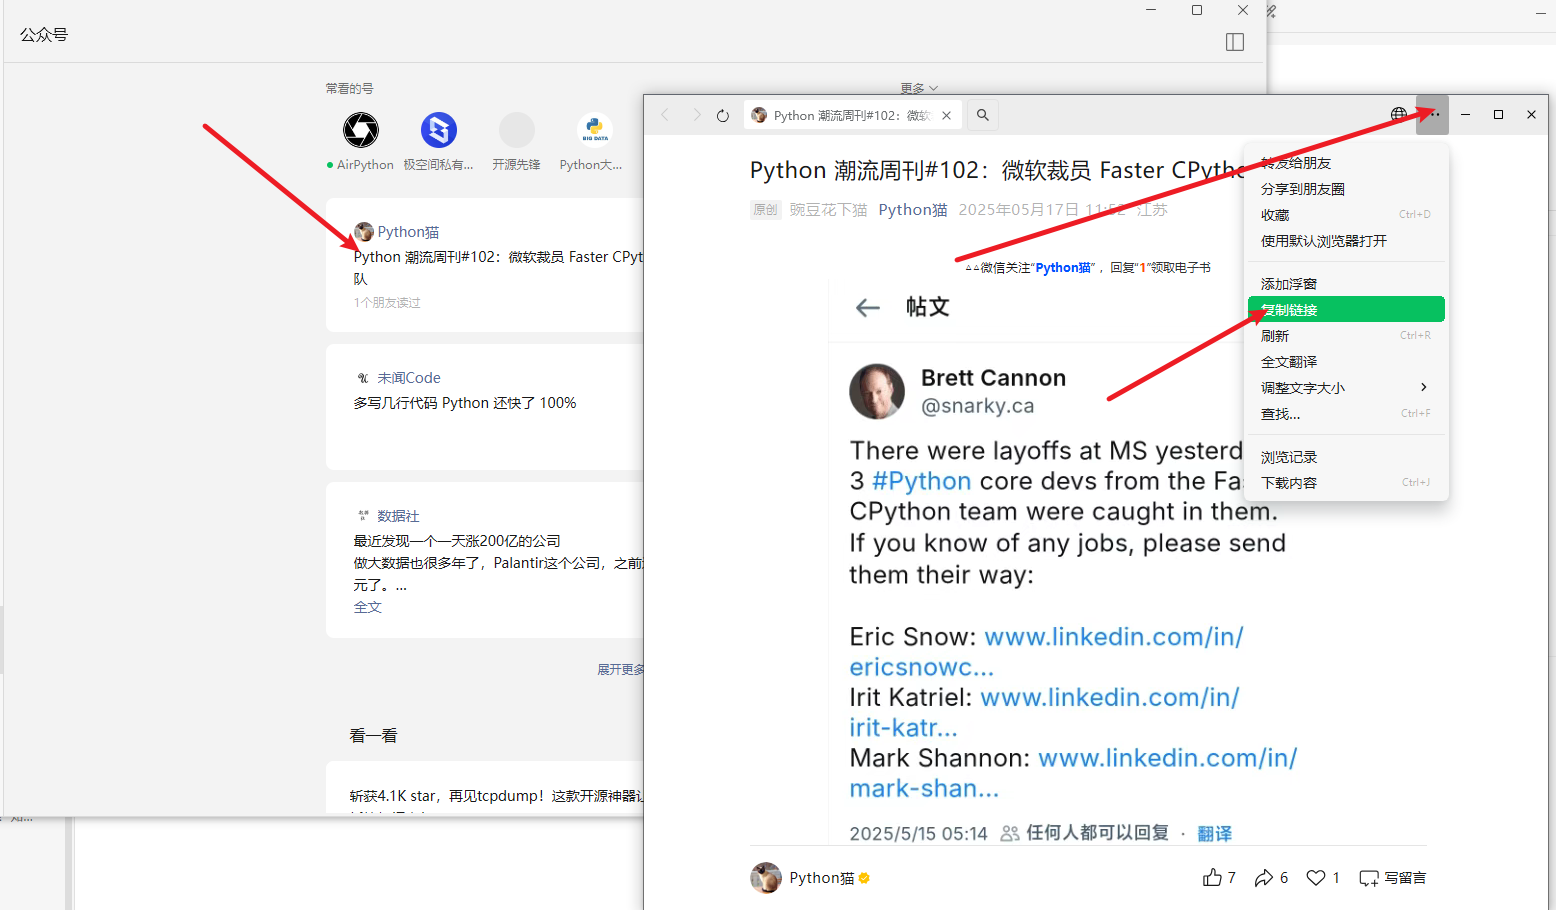 公众号
常看的号
更多
AirPython
极空间私有...
开源先锋
Python大...
BIG DATA
Python猫
Python 潮流周刊#102：微软裁员 Faster CPyt
队
1个朋友读过
未闻Code
多写几行代码 Python 还快了 100%
数据社
最近发现一个一天涨200亿的公司
做大数据也很多年了，Palantir这个公司，之前
元了。...
全文
展开更多
看一看
斩获4.1K star，再见tcpdump！这款开源神器让
Python 潮流周刊#102：微软
Python 潮流周刊#102：微软裁员 Faster CPytho
原创 豌豆花下猫 Python猫 2025年05月17日 11:52 江苏
△△微信关注“Python猫”，回复“1”领取电子书
帖文
Brett Cannon
@snarky.ca
There were layoffs at MS yesterd
3 #Python core devs from the Fas
CPython team were caught in them.
If you know of any jobs, please send
them their way:
Eric Snow: www.linkedin.com/in/
ericsnowc...
Irit Katriel: www.linkedin.com/in/
irit-katr...
Mark Shannon: www.linkedin.com/in/
mark-shan...
2025/5/15 05:14 任何人都可以回复 · 翻译
Python猫
7
6
1
写留言
转发给朋友
分享到朋友圈
收藏 Ctrl+D
使用默认浏览器打开
添加浮窗
复制链接
刷新 Ctrl+R
全文翻译
调整文字大小
查找... Ctrl+F
浏览记录
下载内容 Ctrl+J